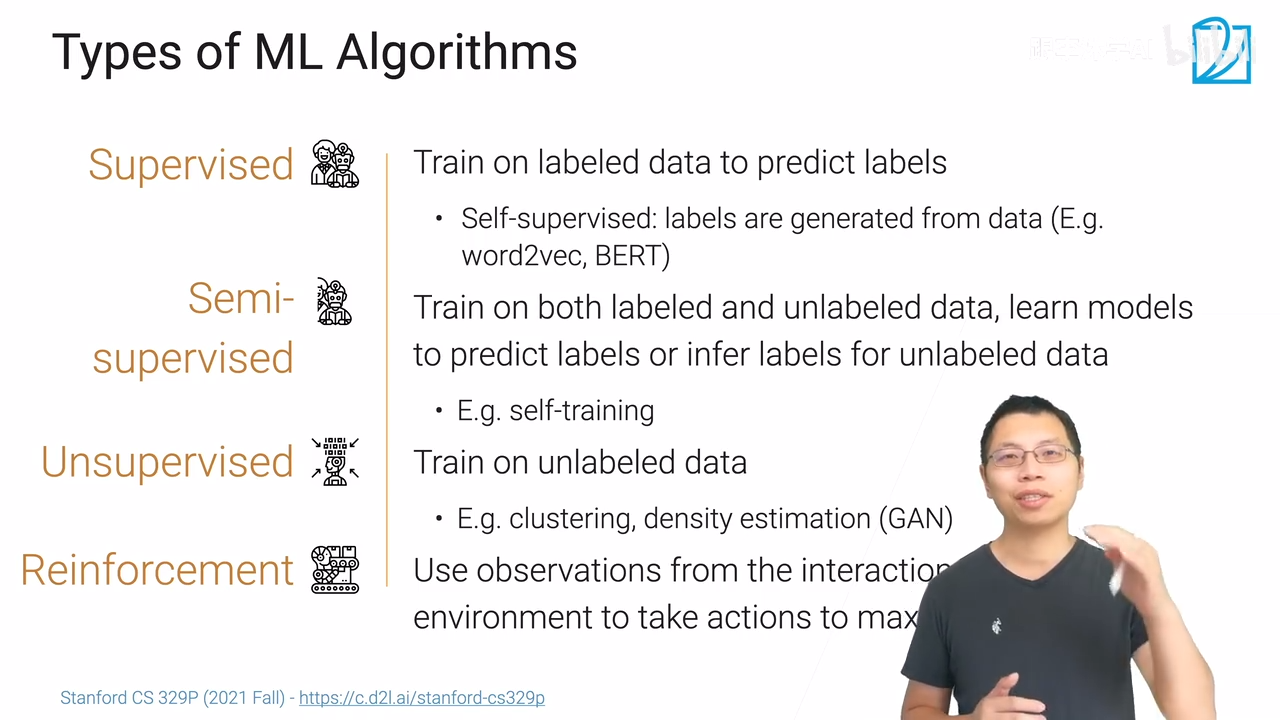 Types of ML Algorithms
bilibili
Supervised
Train on labeled data to predict labels
• Self-supervised: labels are generated from data (E.g.
word2vec, BERT)
Semi-
supervised
Train on both labeled and unlabeled data, learn models
to predict labels or infer labels for unlabeled data
• E.g. self-training
Unsupervised
Train on unlabeled data
• E.g. clustering, density estimation (GAN)
Reinforcement
Use observations from the interaction
environment to take actions to max
Stanford CS 329P (2021 Fall) - https://c.d2l.ai/stanford-cs329p